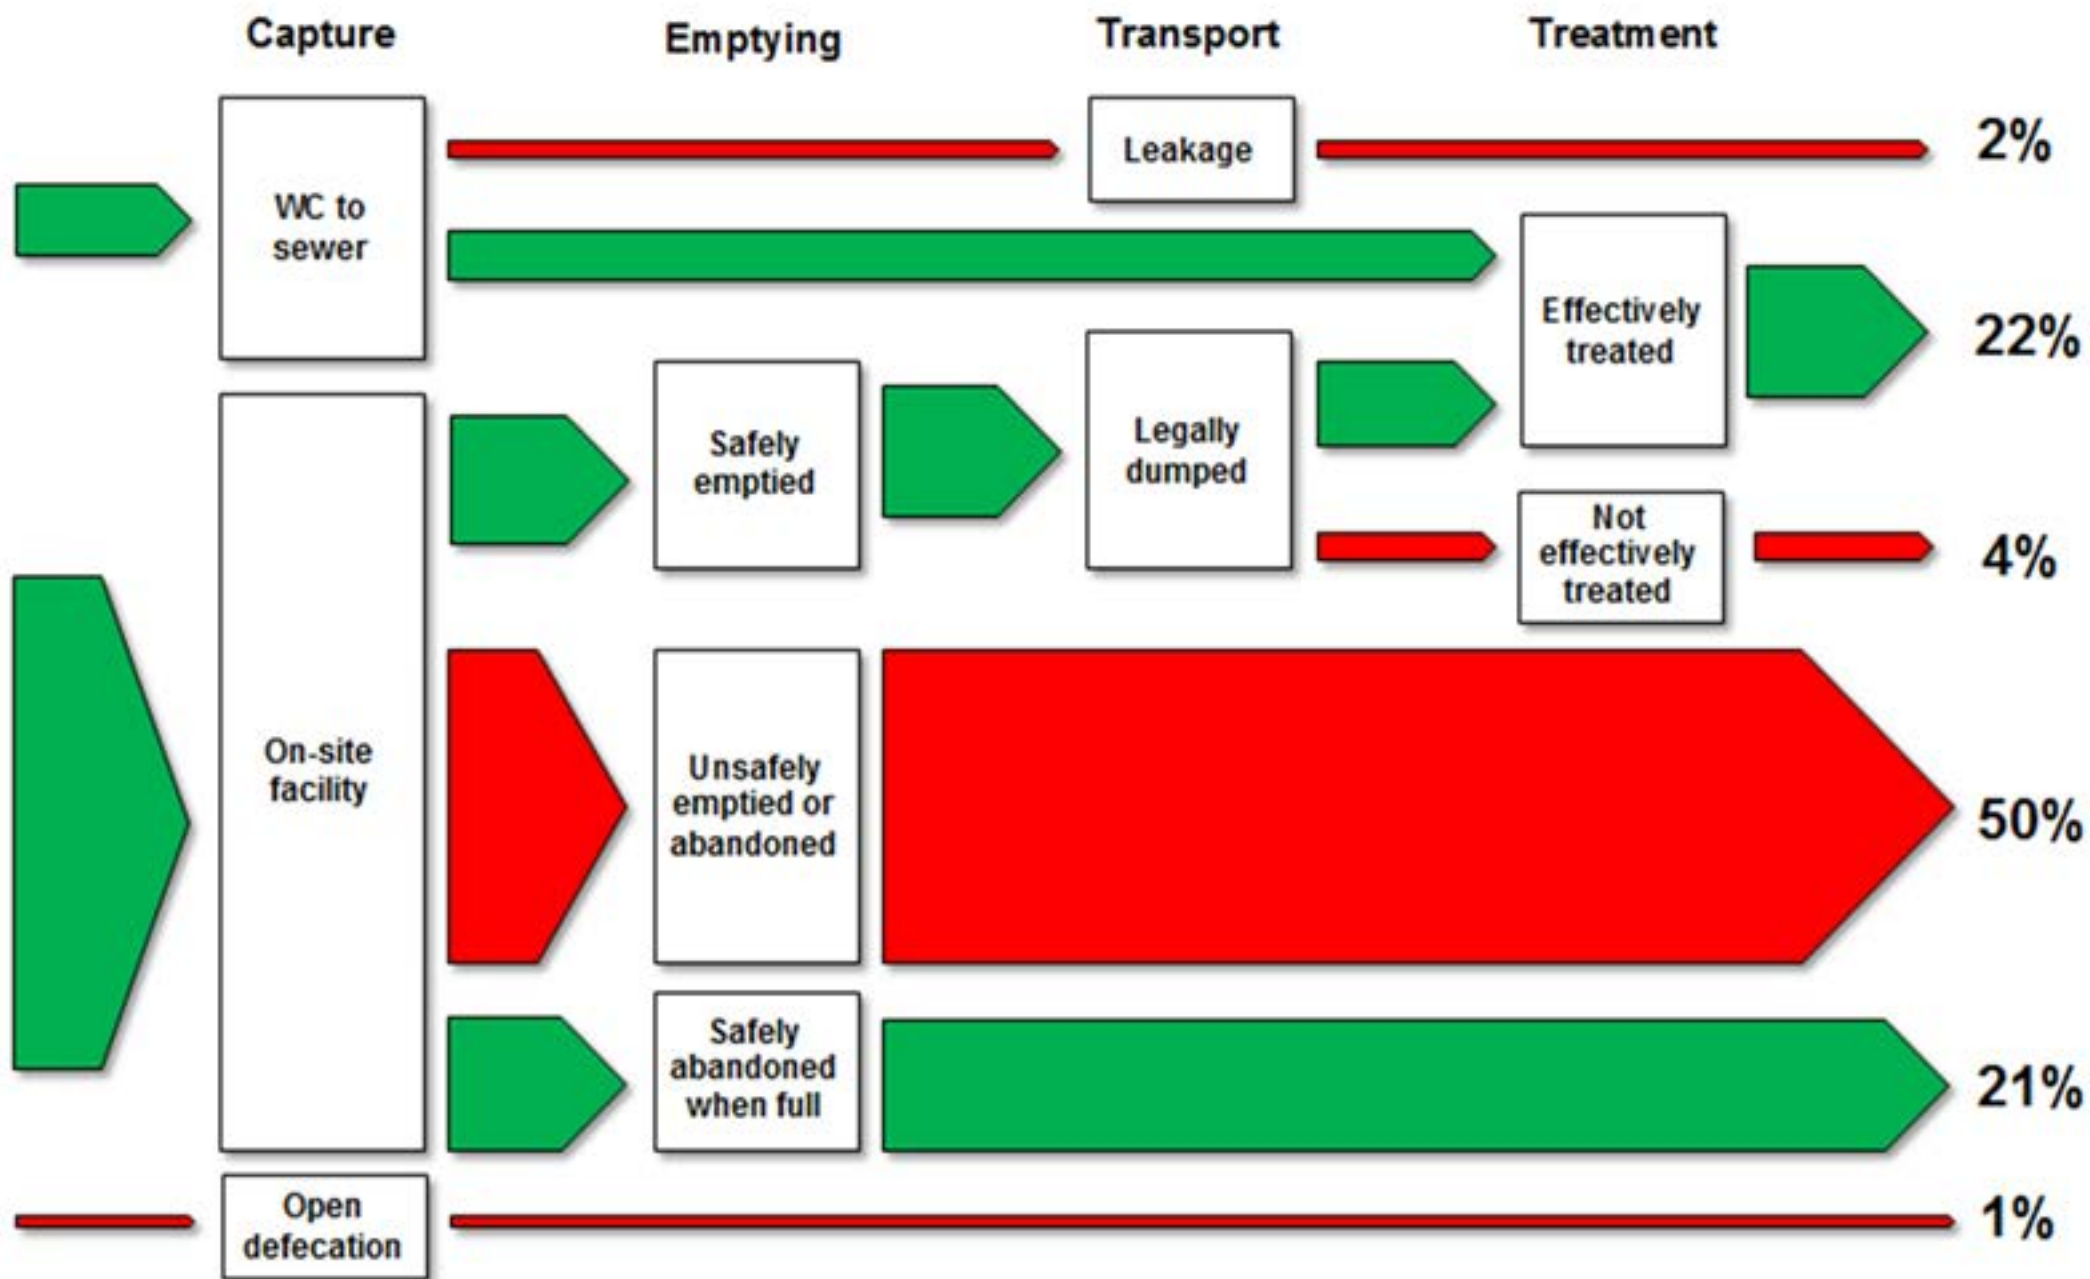 Capture
Emptying
Transport
Treatment
WC to
sewer
Leakage
2%
Effectively
treated
22%
Safely
emptied
Legally
dumped
Not
effectively
treated
4%
On-site
facility
Unsafely
emptied or
abandoned
50%
Safely
abandoned
when full
21%
Open
defecation
1%